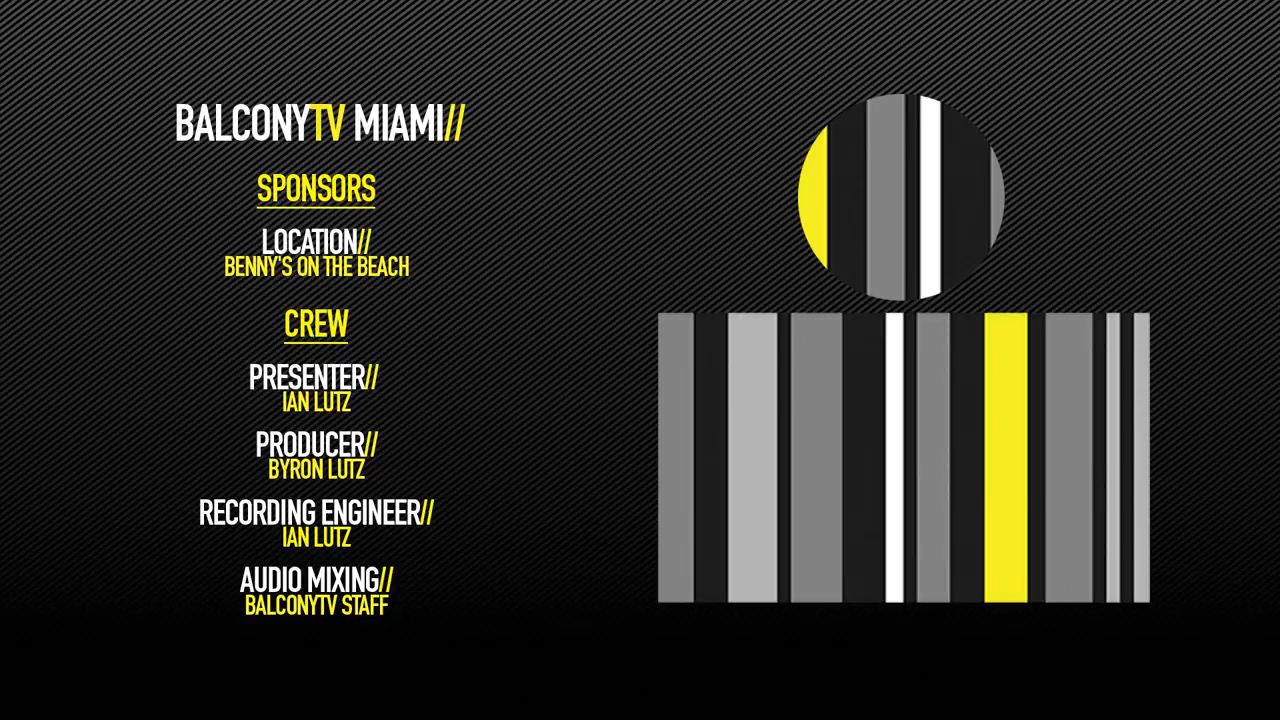 BALCONYTV MIAMI//
SPONSORS
LOCATION//
BENNY'S ON THE BEACH
CREW
PRESENTER//
IAN LUTZ
PRODUCER//
BYRON LUTZ
RECORDING ENGINEER//
IAN LUTZ
AUDIO MIXING//
BALCONYTV STAFF